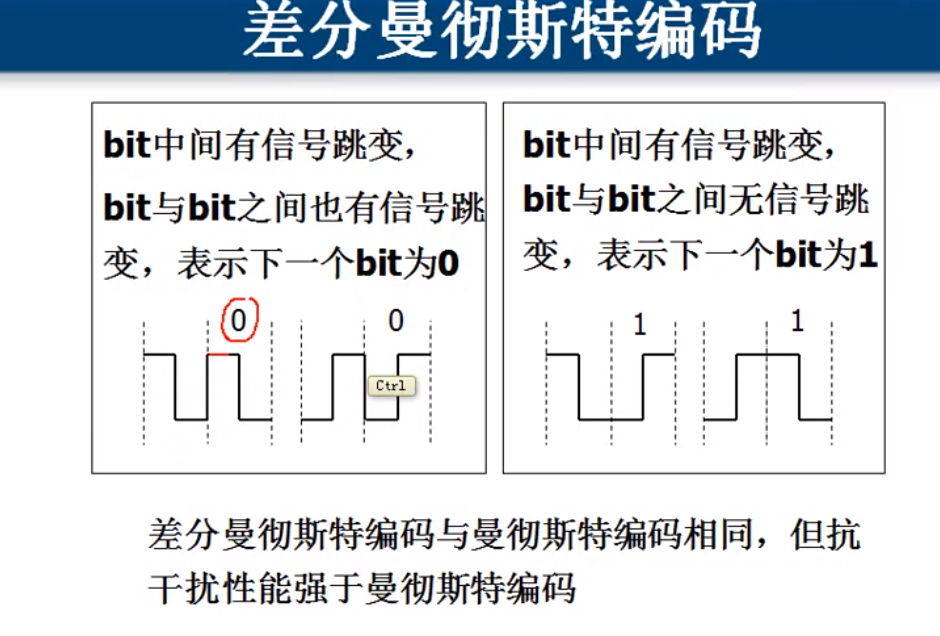 差分曼彻斯特编码
bit中间有信号跳变，
bit与bit之间也有信号跳
变，表示下一个bit为0
0
0
Ctrl
bit中间有信号跳变，
bit与bit之间无信号跳
变，表示下一个bit为1
1
1
差分曼彻斯特编码与曼彻斯特编码相同，但抗
干扰性能强于曼彻斯特编码